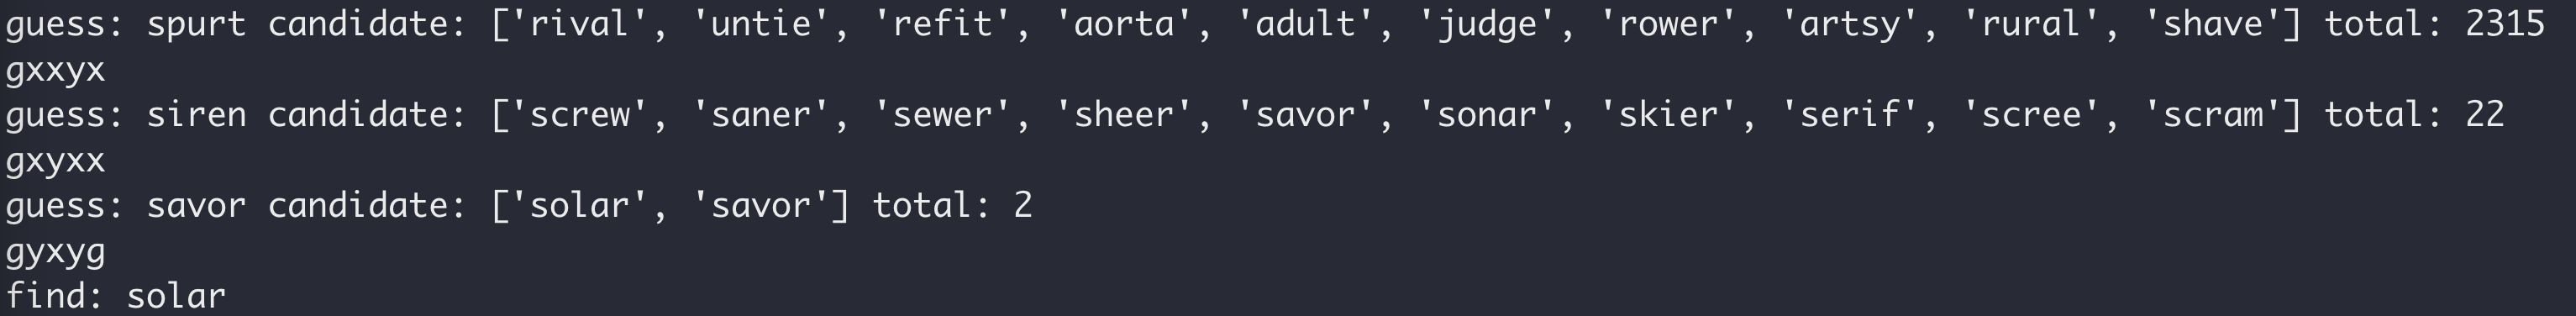 guess: spurt candidate: ['rival', 'untie', 'refit', 'aorta', 'adult', 'judge', 'rower', 'artsy', 'rural', 'shave'] total: 2315
gxxyx
guess: siren candidate: ['screw', 'saner', 'sewer', 'sheer', 'savor', 'sonar', 'skier', 'serif', 'scree', 'scram'] total: 22
gxyxx
guess: savor candidate: ['solar', 'savor'] total: 2
gyxyg
find: solar